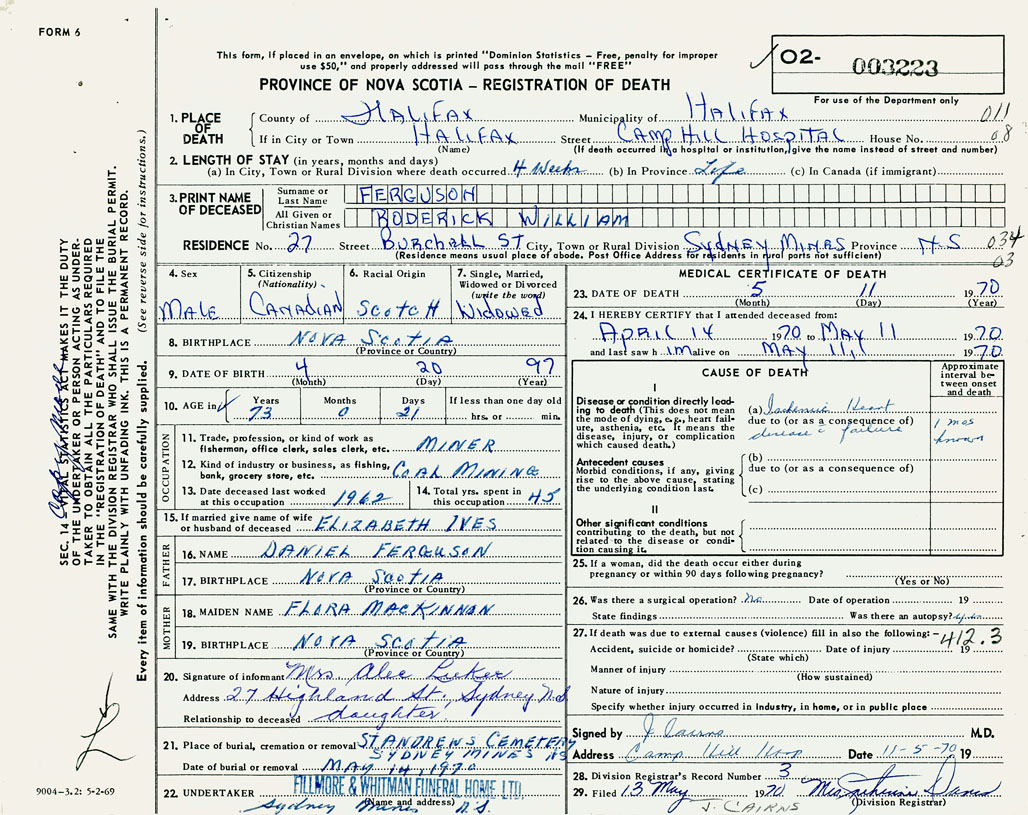 FORM 6
This form, if placed in an envelope, on which is printed "Dominion Statistics – Free, penalty for improper
use $50," and properly addressed will pass through the mail "FREE"
PROVINCE OF NOVA SCOTIA – REGISTRATION OF DEATH
02- 003223
For use of the Department only
1. PLACE OF DEATH
County of HALIFAX Municipality of HALIFAX 011
If in City or Town HALIFAX Street CAMP HILL HOSPITAL House No. 08
(Name) (If death occurred in a hospital or institution, give the name instead of street and number)
2. LENGTH OF STAY (in years, months and days)
(a) In City, Town or Rural Division where death occurred 4 Weeks (b) In Province Life (c) In Canada (if immigrant)
3. PRINT NAME OF DECEASED
Surname or Last Name FERGUSON
All Given or Christian Names RODERICK WILLIAM
RESIDENCE No. 27 Street BURCHALL ST City, Town or Rural Division SYDNEY MINES Province N.S 034
(Residence means usual place of abode. Post Office Address for residents in rural parts not sufficient) 03
4. Sex
MALE
5. Citizenship
(Nationality)
CANADIAN
6. Racial Origin
SCOTCH
7. Single, Married,
Widowed or Divorced
(write the word)
WIDOWED
8. BIRTHPLACE NOVA SCOTIA
(Province or Country)
9. DATE OF BIRTH 4 20 97
(Month) (Day) (Year)
10. AGE in Years Months Days If less than one day old
73 0 21 hrs. or min.
OCCUPATION
11. Trade, profession, or kind of work as
fisherman, office clerk, sales clerk, etc. MINER
12. Kind of industry or business, as fishing,
bank, grocery store, etc. COAL MINING
13. Date deceased last worked
at this occupation 1962
14. Total yrs. spent in
this occupation 45
15. If married give name of wife
or husband of deceased ELIZABETH IVES
FATHER
16. NAME DANIEL FERGUSON
17. BIRTHPLACE NOVA SCOTIA
(Province or Country)
MOTHER
18. MAIDEN NAME FLORA MACKINNON
19. BIRTHPLACE NOVA SCOTIA
(Province or Country)
20. Signature of informant Mrs Alec
Address 27 Highland St., Sydney N.S
Relationship to deceased daughter.
21. Place of burial, cremation or removal ST ANDREWS CEMETERY
SYDNEY MINES NS
Date of burial or removal MAY 14, 1970
22. UNDERTAKER FILLMORE & WHITMAN FUNERAL HOME LTD.
(Name and address)
Sydney Mines N.S.
MEDICAL CERTIFICATE OF DEATH
23. DATE OF DEATH 5 11 1970
(Month) (Day) (Year)
24. I HEREBY CERTIFY that I attended deceased from:
APRIL 14 1970 to MAY 11 1970
and last saw h im alive on MAY 11, 1970
CAUSE OF DEATH
Approximate
interval be-
tween onset
and death
I
Disease or condition directly lead-
ing to death (This does not mean
the mode of dying, e.g., heart fail-
ure, asthenia, etc. It means the
disease, injury, or complication
which caused death.)
(a) Ischemic Heart
due to (or as a consequence of)
disease c failure
1 mos
known
Antecedent causes
Morbid conditions, if any, giving
rise to the above cause, stating
the underlying condition last.
(b)
due to (or as a consequence of)
(c)
II
Other significant conditions
contributing to the death, but not
related to the disease or condi-
tion causing it.
25. If a woman, did the death occur either during
pregnancy or within 90 days following pregnancy?
(Yes or No)
26. Was there a surgical operation? No Date of operation 19
State findings Was there an autopsy?
27. If death was due to external causes (violence) fill in also the following: 412.3
Accident, suicide or homicide? Date of injury 19
(State which)
Manner of injury
(How sustained)
Nature of injury
Specify whether injury occurred in industry, in home, or in public place
Signed by J. Cairns M.D.
Address Camp Hill Hosp Date 11-5-70 19
28. Division Registrar's Record Number 3
29. Filed 13 May 1970
(Division Registrar)
J. CAIRNS
SEC. 14 – VITAL STATISTICS ACT MAKES IT THE DUTY
OF THE UNDERTAKER OR PERSON ACTING AS UNDER-
TAKER TO OBTAIN ALL THE PARTICULARS REQUIRED
IN THE "REGISTRATION OF DEATH" AND TO FILE THE
SAME WITH THE DIVISION REGISTRAR WHO SHALL ISSUE THE BURIAL PERMIT.
WRITE PLAINLY WITH UNFADING INK. THIS IS A PERMANENT RECORD.
Every item of information should be carefully supplied. (See reverse side for instructions.)
9004–3.2: 5-2-69